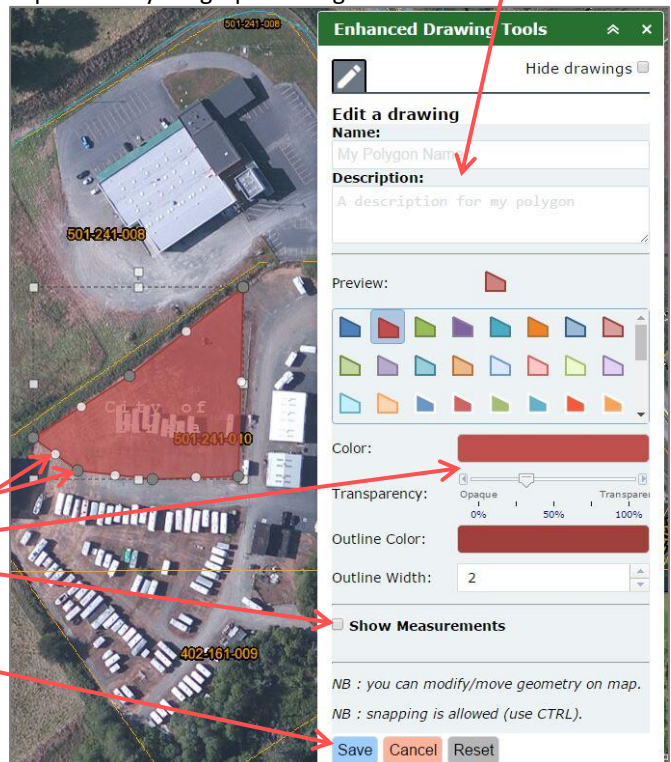 501-241-008
Enhanced Drawing Tools
Hide drawings
Edit a drawing
Name:
My Polygon Name
Description:
A description for my polygon
501-241-008
Preview:
City of
501-241-010
Color:
Transparency:
Opaque
Transparen
0%
50%
100%
Outline Color:
Outline Width:
2
Show Measurements
402-161-009
NB : you can modify/move geometry on map.
NB : snapping is allowed (use CTRL).
Save Cancel Reset